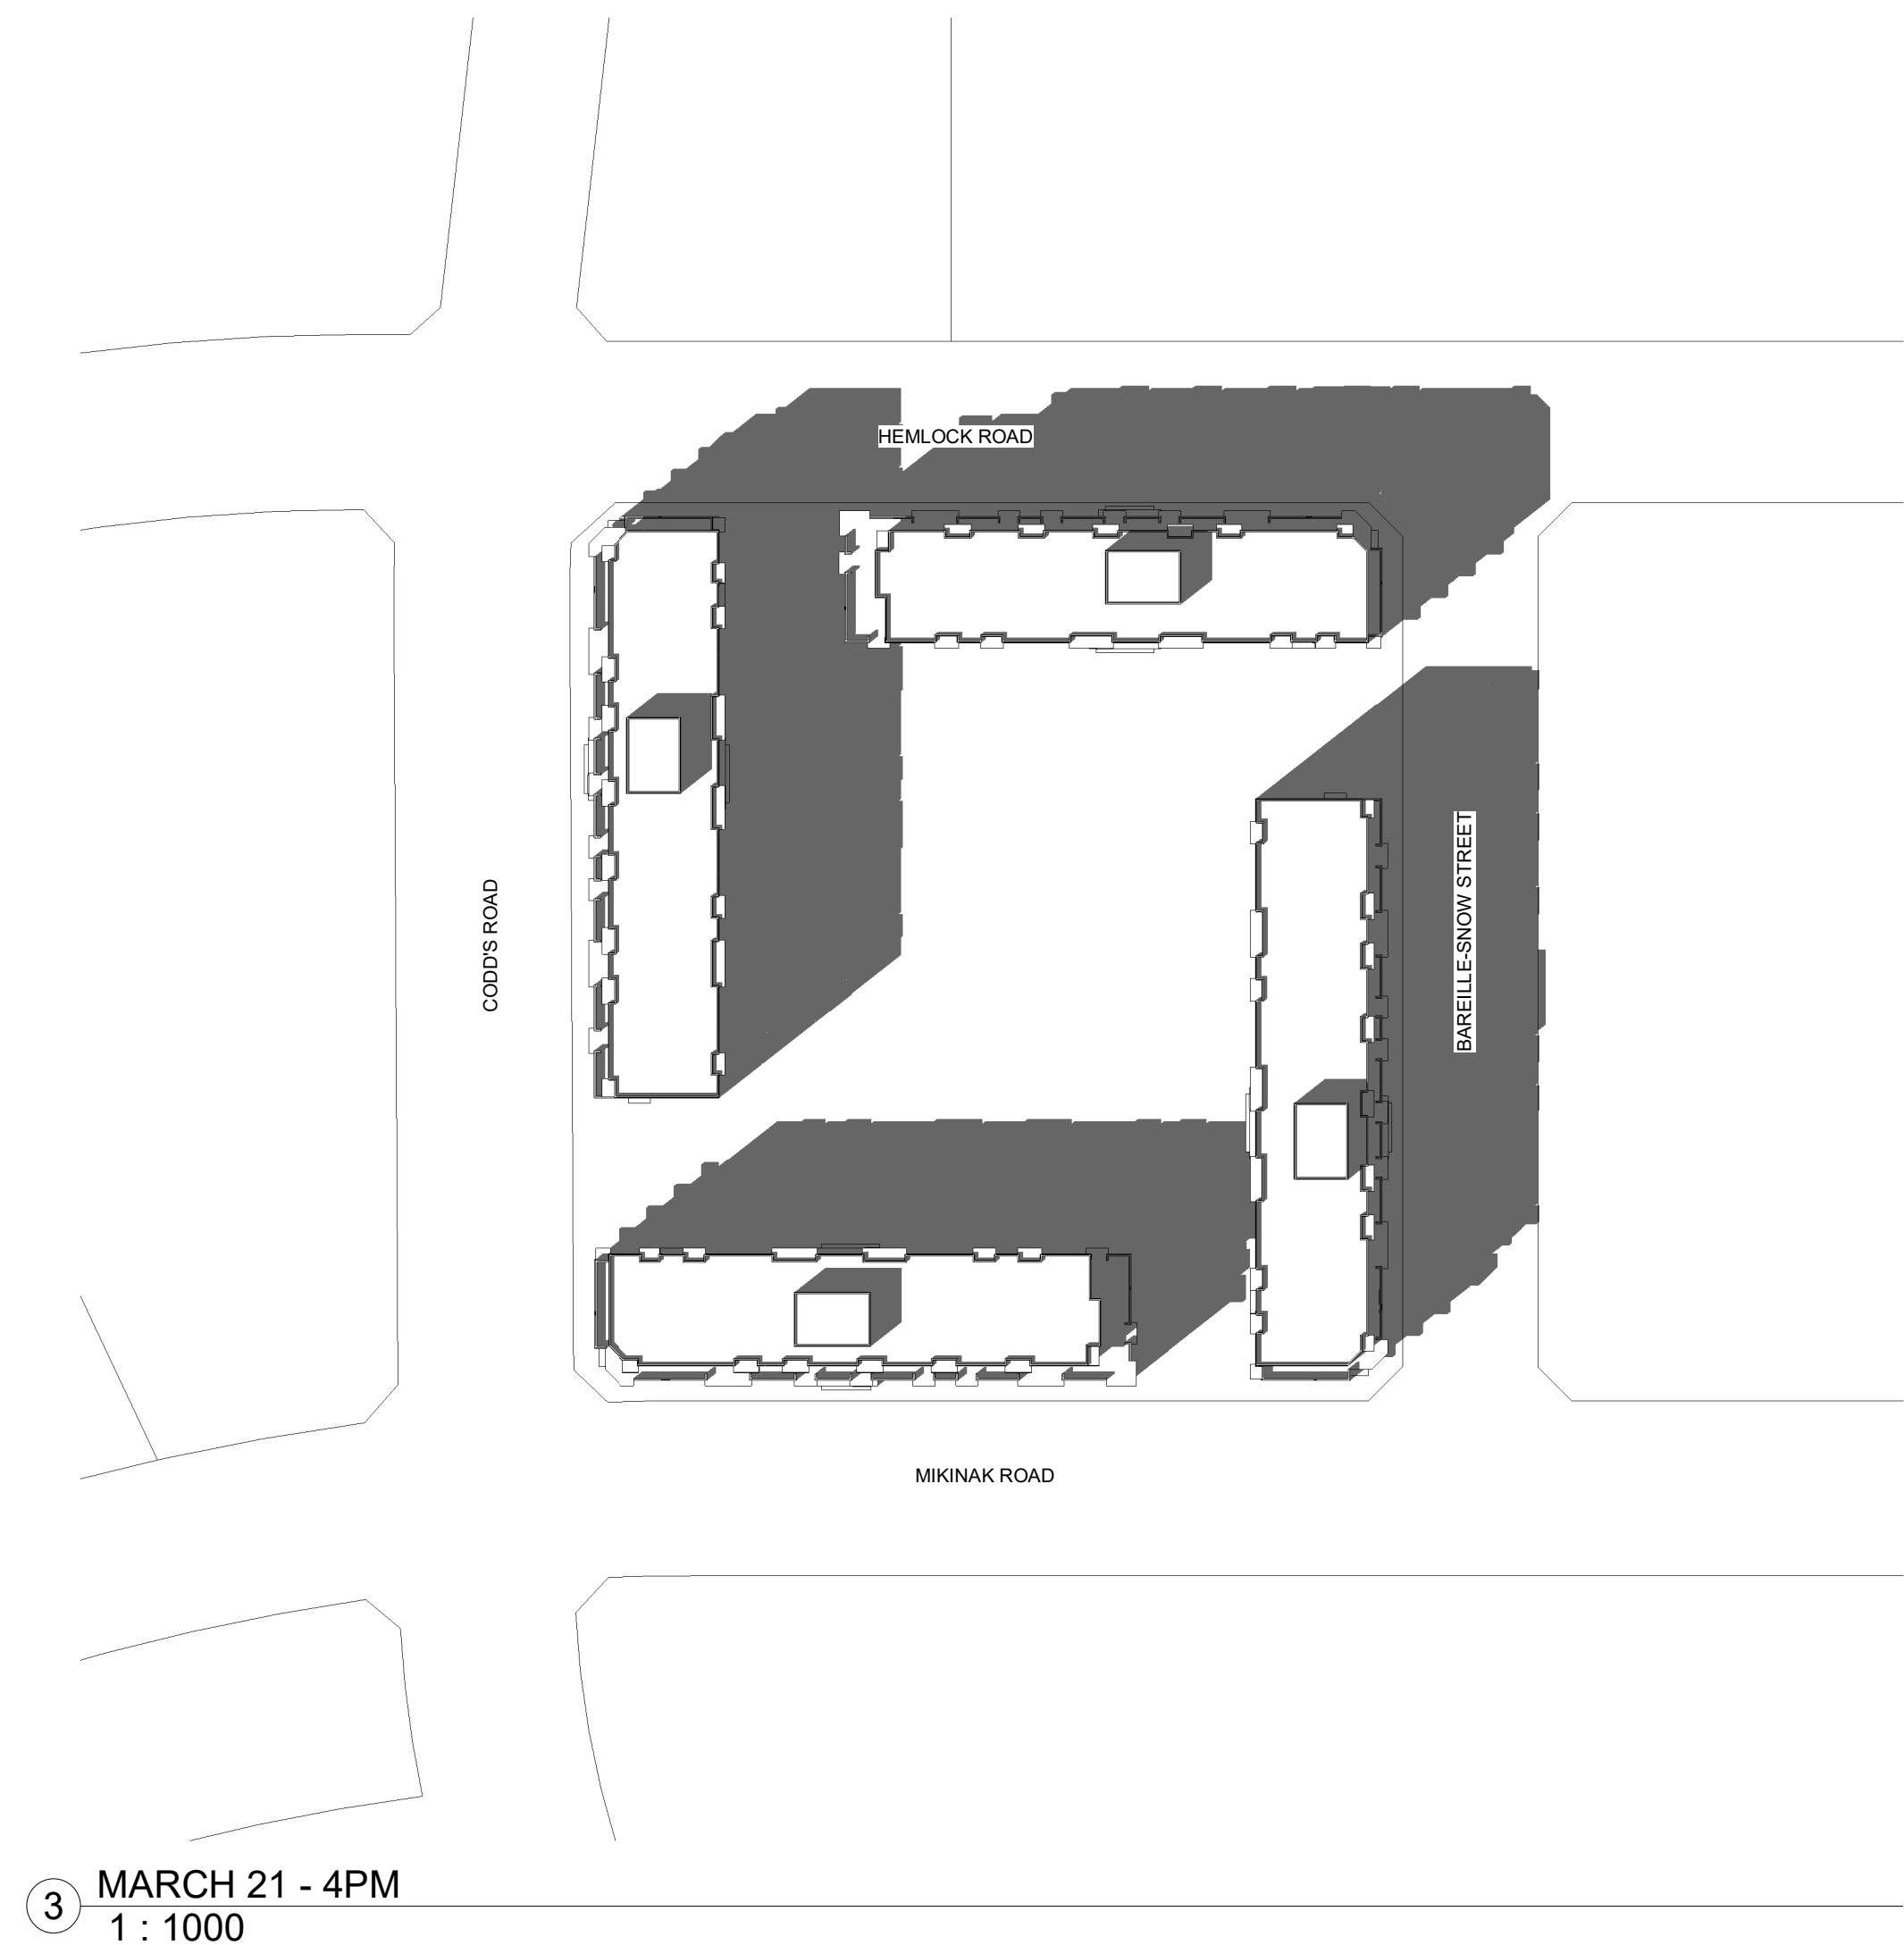 HEMLOCK ROAD
CODD'S ROAD
BAREILLE-SNOW STREET
MIKINAK ROAD
3
MARCH 21 - 4PM
1 : 1000